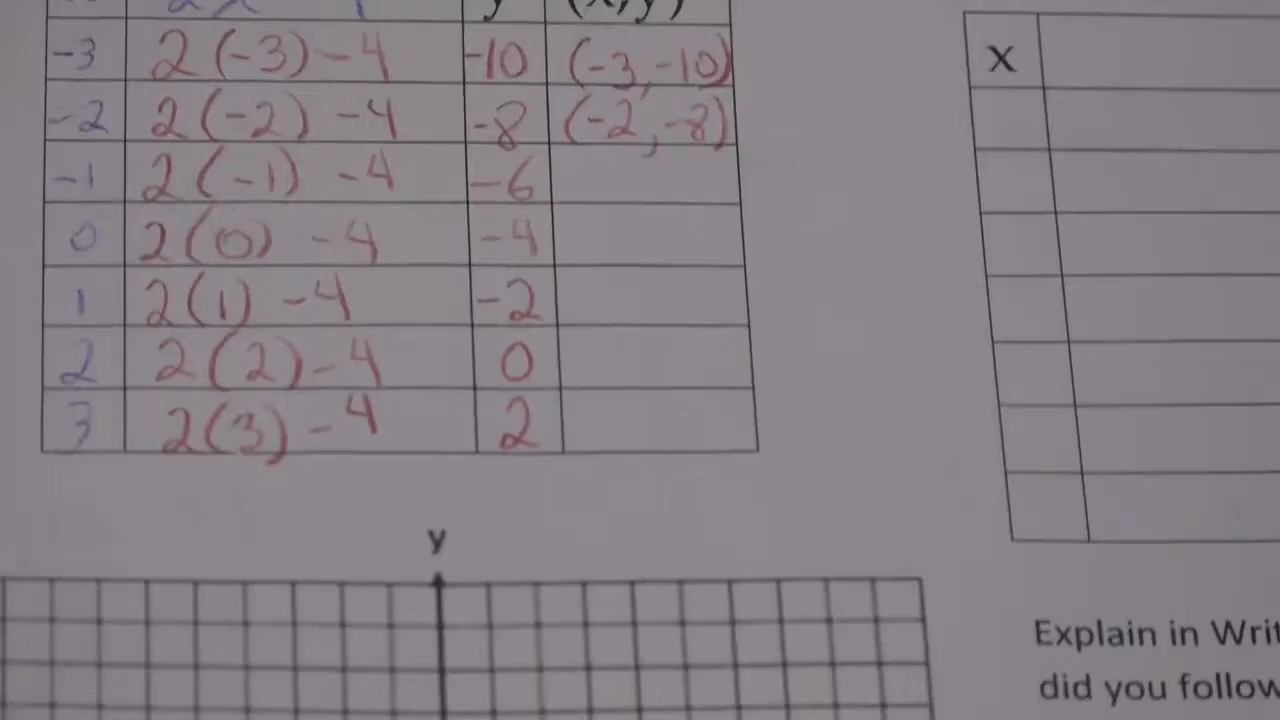 y (x,y)
-3 2(-3)-4 -10 (-3,-10)
-2 2(-2)-4 -8 (-2,-8)
-1 2(-1)-4 -6
0 2(0)-4 -4
1 2(1)-4 -2
2 2(2)-4 0
3 2(3)-4 2
x
y
Explain in Writ
did you follow